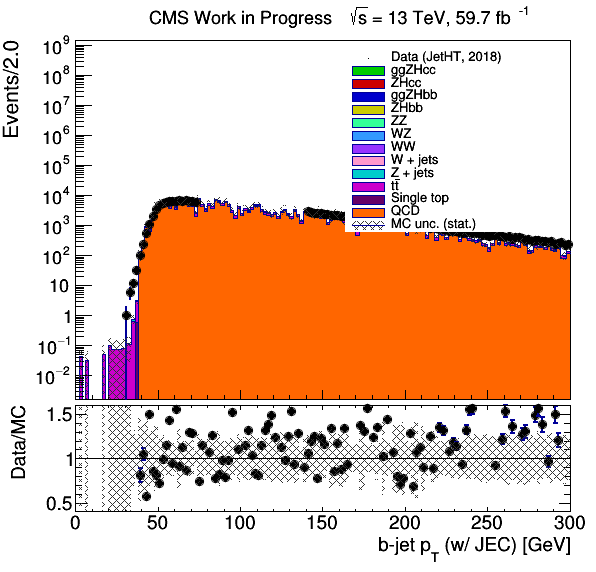 CMS Work in Progress √s = 13 TeV, 59.7 fb⁻¹
Events/2.0
10⁹
10⁸
10⁷
10⁶
10⁵
10⁴
10³
10²
10
1
10⁻¹
10⁻²
Data (JetHT, 2018)
ggZHcc
ZHcc
ggZHbb
ZHbb
ZZ
WZ
WW
W + jets
Z + jets
tt̄
Single top
QCD
MC unc. (stat.)
Data/MC
1.5
1
0.5
0 50 100 150 200 250 300
b-jet p_T (w/ JEC) [GeV]